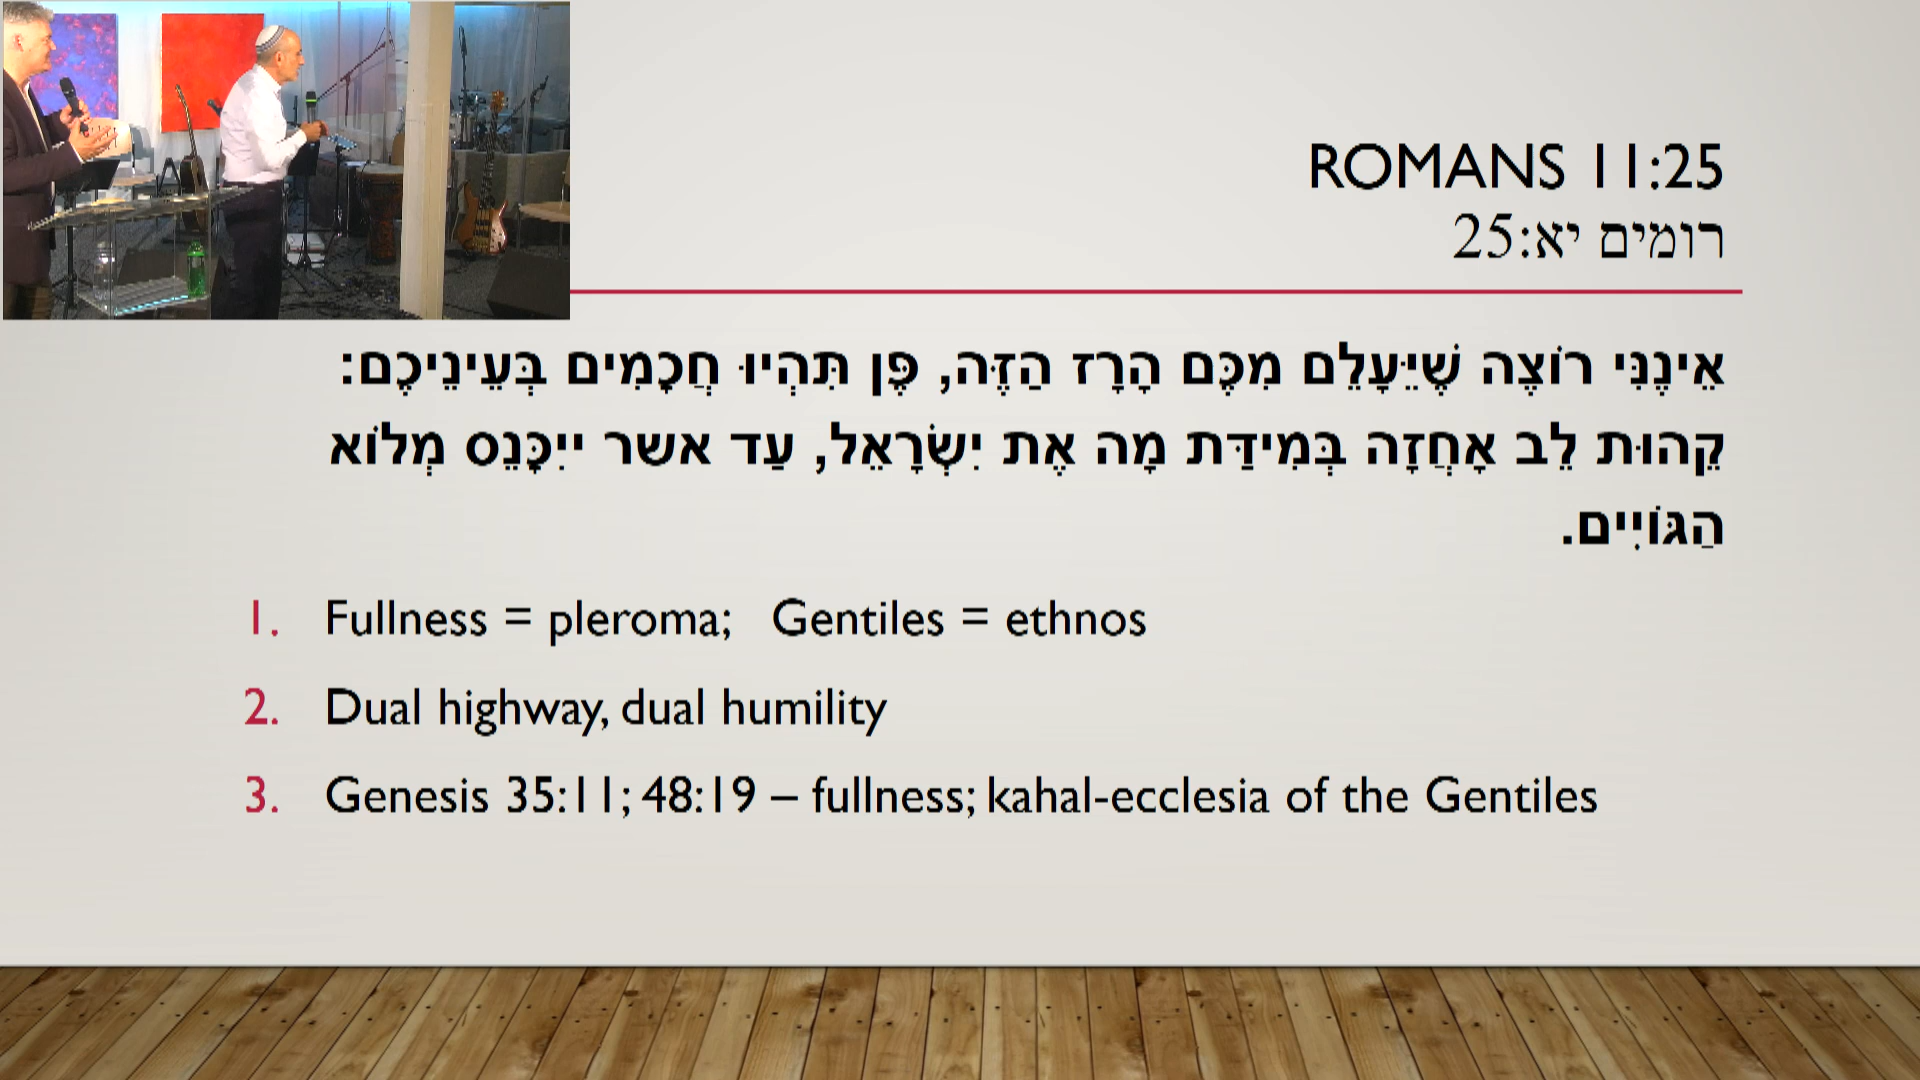 ROMANS 11:25
רומים יא:25
אֵינֶנִּי רוֹצֶה שֶׁיֵּעָלֵם מִכֶּם הָרָז הַזֶּה, פֶּן תִּהְיוּ חֲכָמִים בְּעֵינֵיכֶם:
קֵהוּת לֵב אָחֲזָה בְּמִידַּת מָה אֶת יִשְׂרָאֵל, עַד אשר ייִכָּנֵס מְלוֹא
הַגּוֹיִים.
1. Fullness = pleroma; Gentiles = ethnos
2. Dual highway, dual humility
3. Genesis 35:11; 48:19 – fullness; kahal-ecclesia of the Gentiles